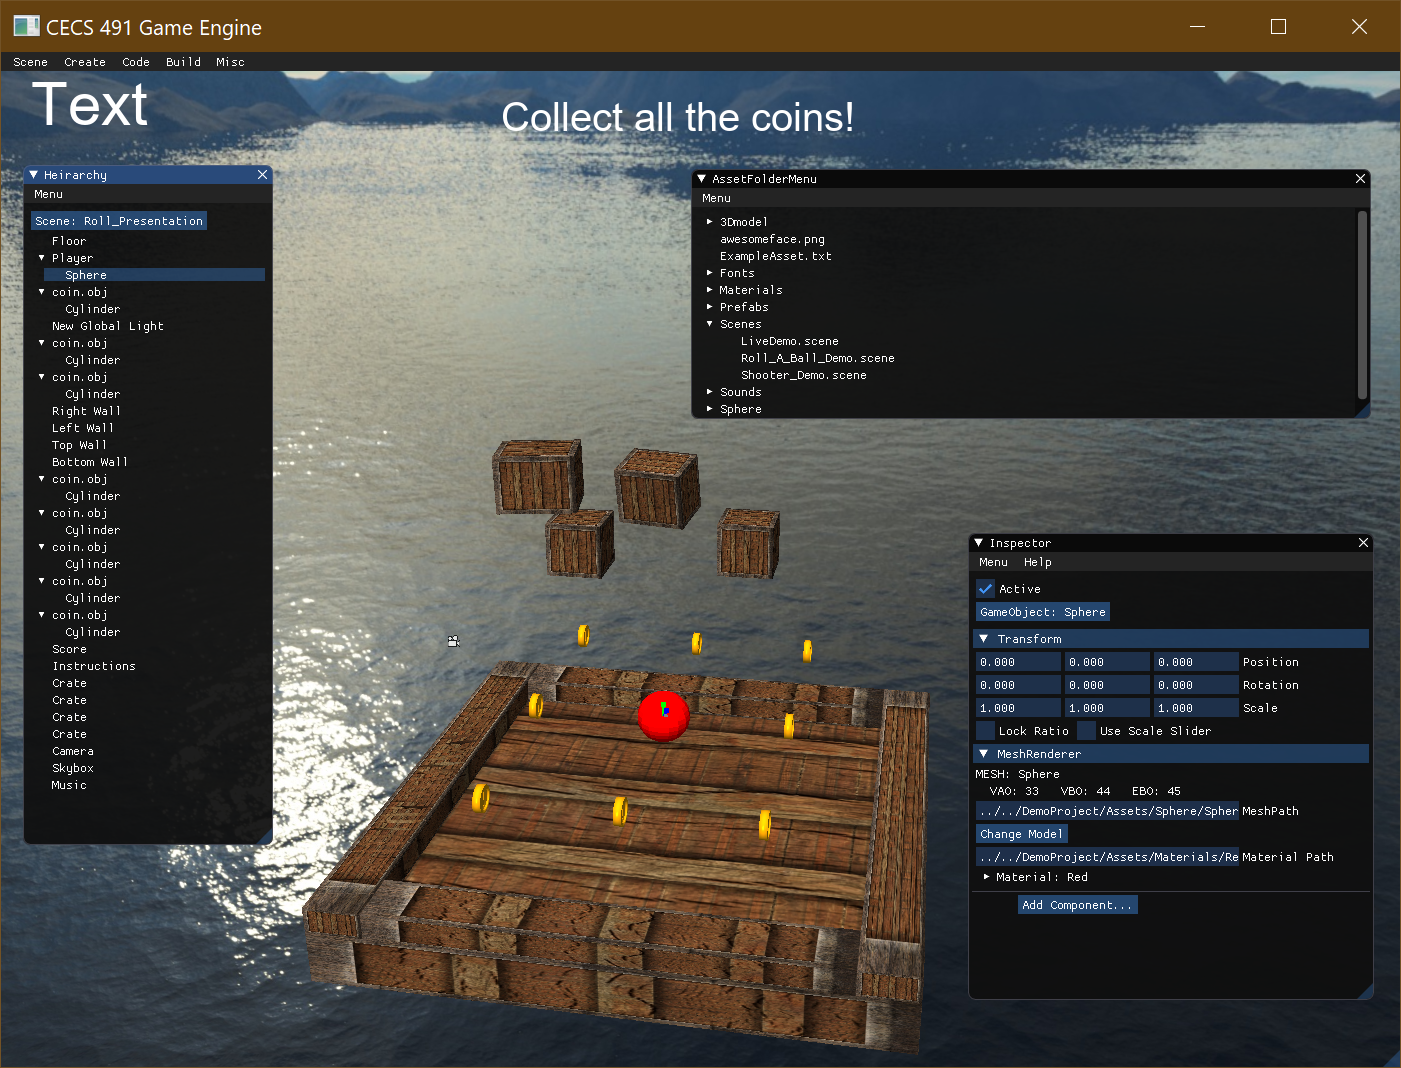 CECS 491 Game Engine
Scene Create Code Build Misc
Text
Collect all the coins!
Heirarchy
Menu
Scene: Roll_Presentation
Floor
Player
Sphere
coin.obj
Cylinder
New Global Light
coin.obj
Cylinder
coin.obj
Cylinder
Right Wall
Left Wall
Top Wall
Bottom Wall
coin.obj
Cylinder
coin.obj
Cylinder
coin.obj
Cylinder
coin.obj
Cylinder
coin.obj
Cylinder
Score
Instructions
Crate
Crate
Crate
Crate
Camera
Skybox
Music
AssetFolderMenu
Menu
3Dmodel
awesomeface.png
ExampleAsset.txt
Fonts
Materials
Prefabs
Scenes
LiveDemo.scene
Roll_A_Ball_Demo.scene
Shooter_Demo.scene
Sounds
Sphere
Inspector
Menu Help
Active
GameObject: Sphere
Transform
0.000 0.000 0.000 Position
0.000 0.000 0.000 Rotation
1.000 1.000 1.000 Scale
Lock Ratio Use Scale Slider
MeshRenderer
MESH: Sphere
VAO: 33 VBO: 44 EBO: 45
../../DemoProject/Assets/Sphere/Spher MeshPath
Change Model
../../DemoProject/Assets/Materials/Re Material Path
Material: Red
Add Component...